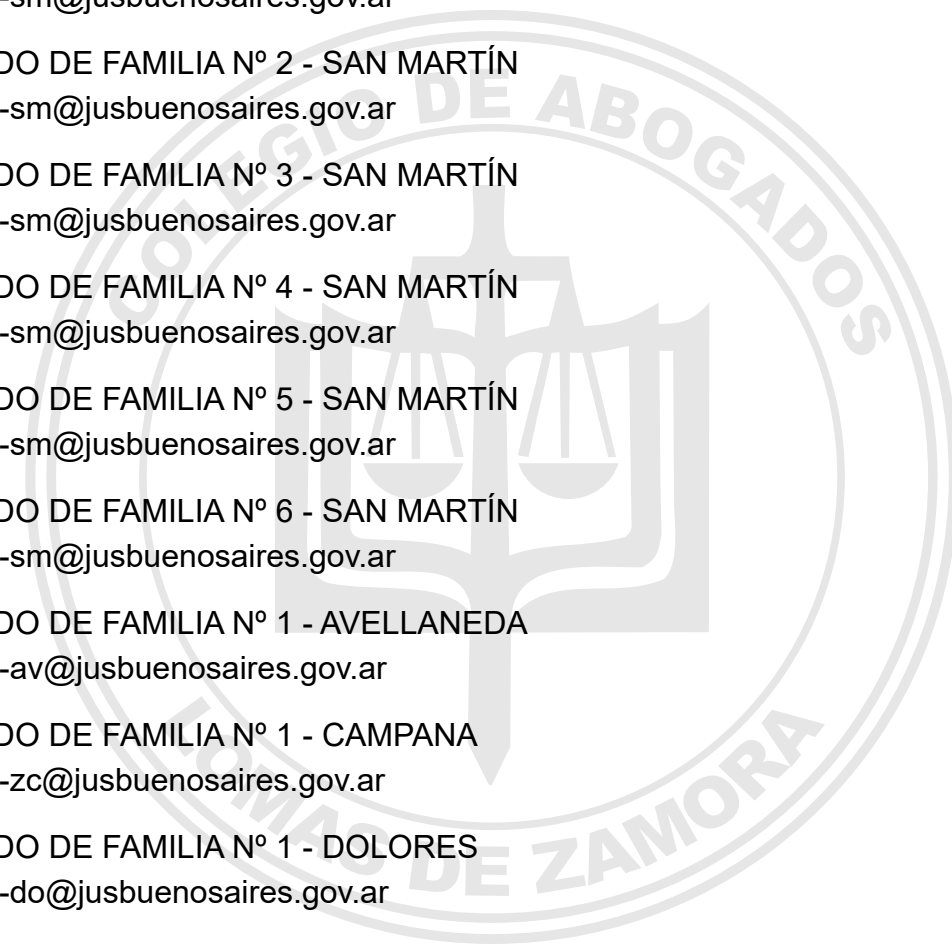 -sm@jusbuenosaires.gov.ar
DO DE FAMILIA Nº 2 - SAN MARTÍN
-sm@jusbuenosaires.gov.ar
DO DE FAMILIA Nº 3 - SAN MARTÍN
-sm@jusbuenosaires.gov.ar
DO DE FAMILIA Nº 4 - SAN MARTÍN
-sm@jusbuenosaires.gov.ar
DO DE FAMILIA Nº 5 - SAN MARTÍN
-sm@jusbuenosaires.gov.ar
DO DE FAMILIA Nº 6 - SAN MARTÍN
-sm@jusbuenosaires.gov.ar
DO DE FAMILIA Nº 1 - AVELLANEDA
-av@jusbuenosaires.gov.ar
DO DE FAMILIA Nº 1 - CAMPANA
-zc@jusbuenosaires.gov.ar
DO DE FAMILIA Nº 1 - DOLORES
-do@jusbuenosaires.gov.ar
COLEGIO DE ABOGADOS
LOMAS DE ZAMORA